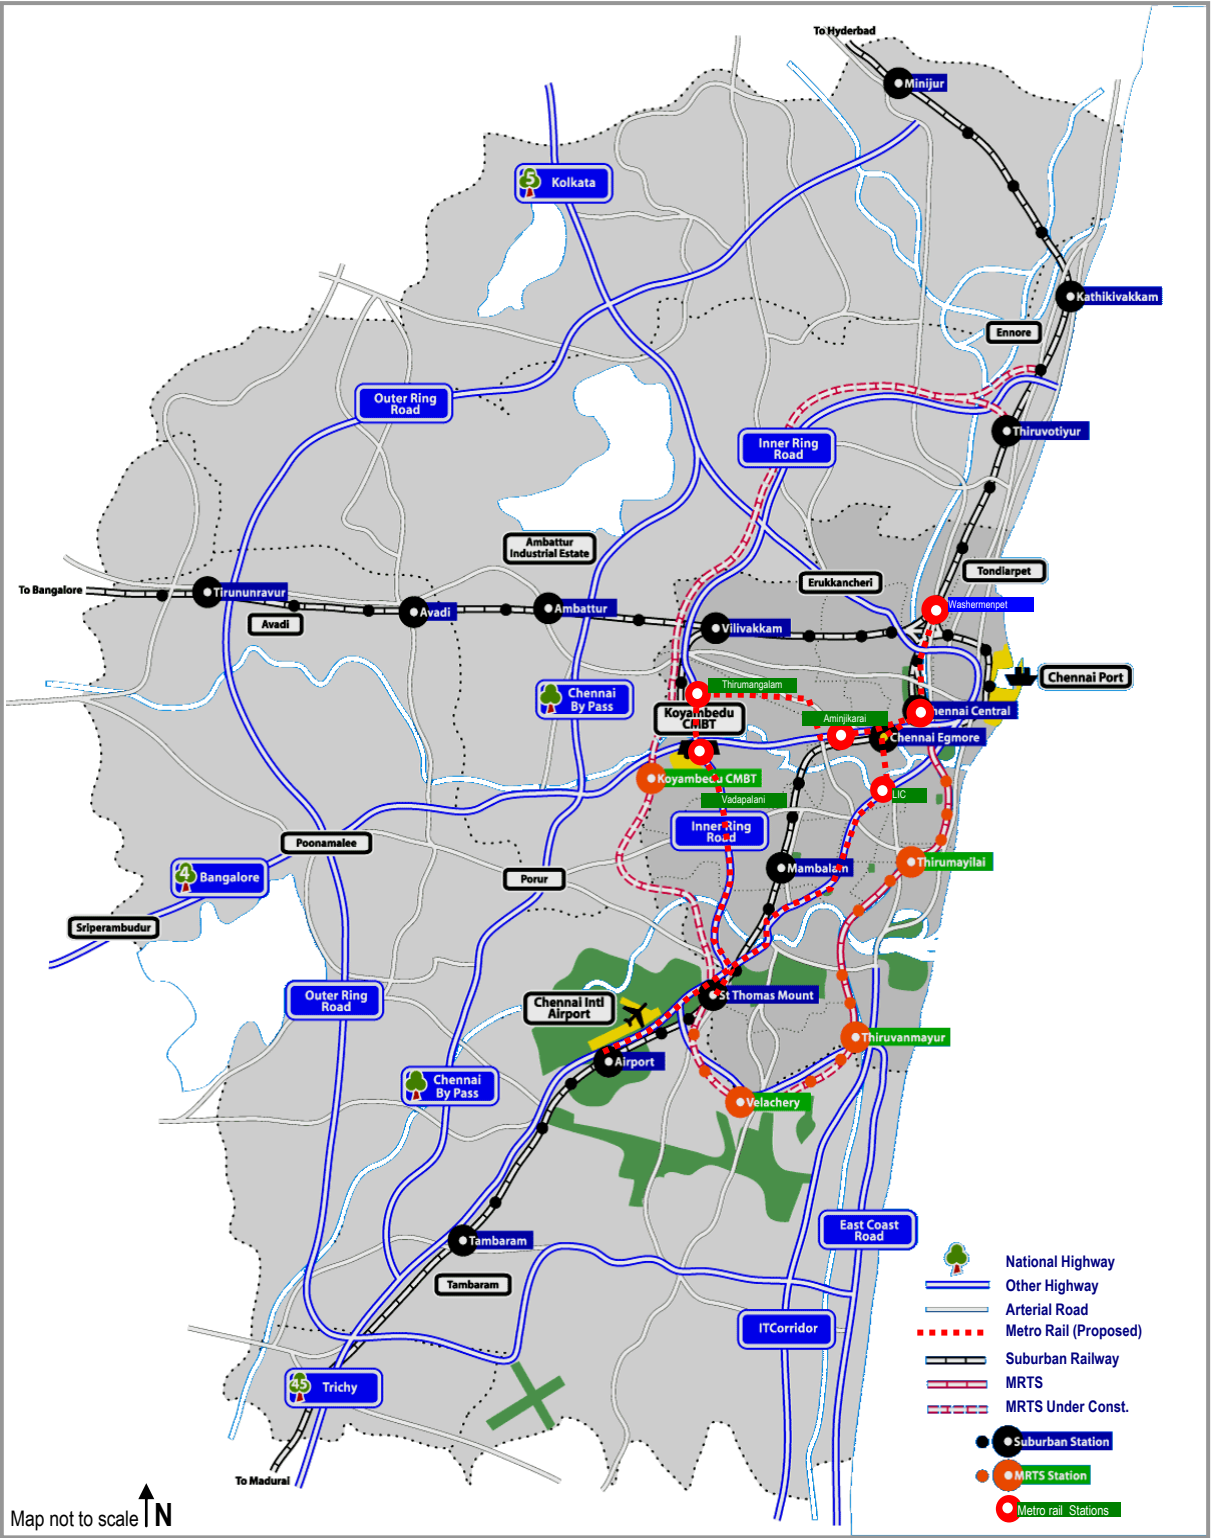 To Hyderbad
Minijur
5
Kolkata
Kathikivakkam
Ennore
Outer Ring
Road
Inner Ring
Road
Thiruvotiyur
Ambattur
Industrial Estate
Erukkancheri
Tondiarpet
To Bangalore
Tirununravur
Avadi
Avadi
Ambattur
Vilivakkam
Washermenpet
Chennai
By Pass
Thirumangalam
Koyambedu
CMBT
Aminjikarai
Chennai Port
Chennai Central
Chennai Egmore
Koyambedu CMBT
Vadapalani
LIC
Inner Ring
Road
Poonamalee
4
Bangalore
Porur
Mambalam
Thirumayilai
Sriperambudur
Outer Ring
Road
Chennai Intl
Airport
St Thomas Mount
Thiruvanmayur
Airport
Chennai
By Pass
Velachery
East Coast
Road
Tambaram
Tambaram
ITCorridor
45
Trichy
To Madurai
National Highway
Other Highway
Arterial Road
Metro Rail (Proposed)
Suburban Railway
MRTS
MRTS Under Const.
Suburban Station
MRTS Station
Metro rail Stations
Map not to scale N